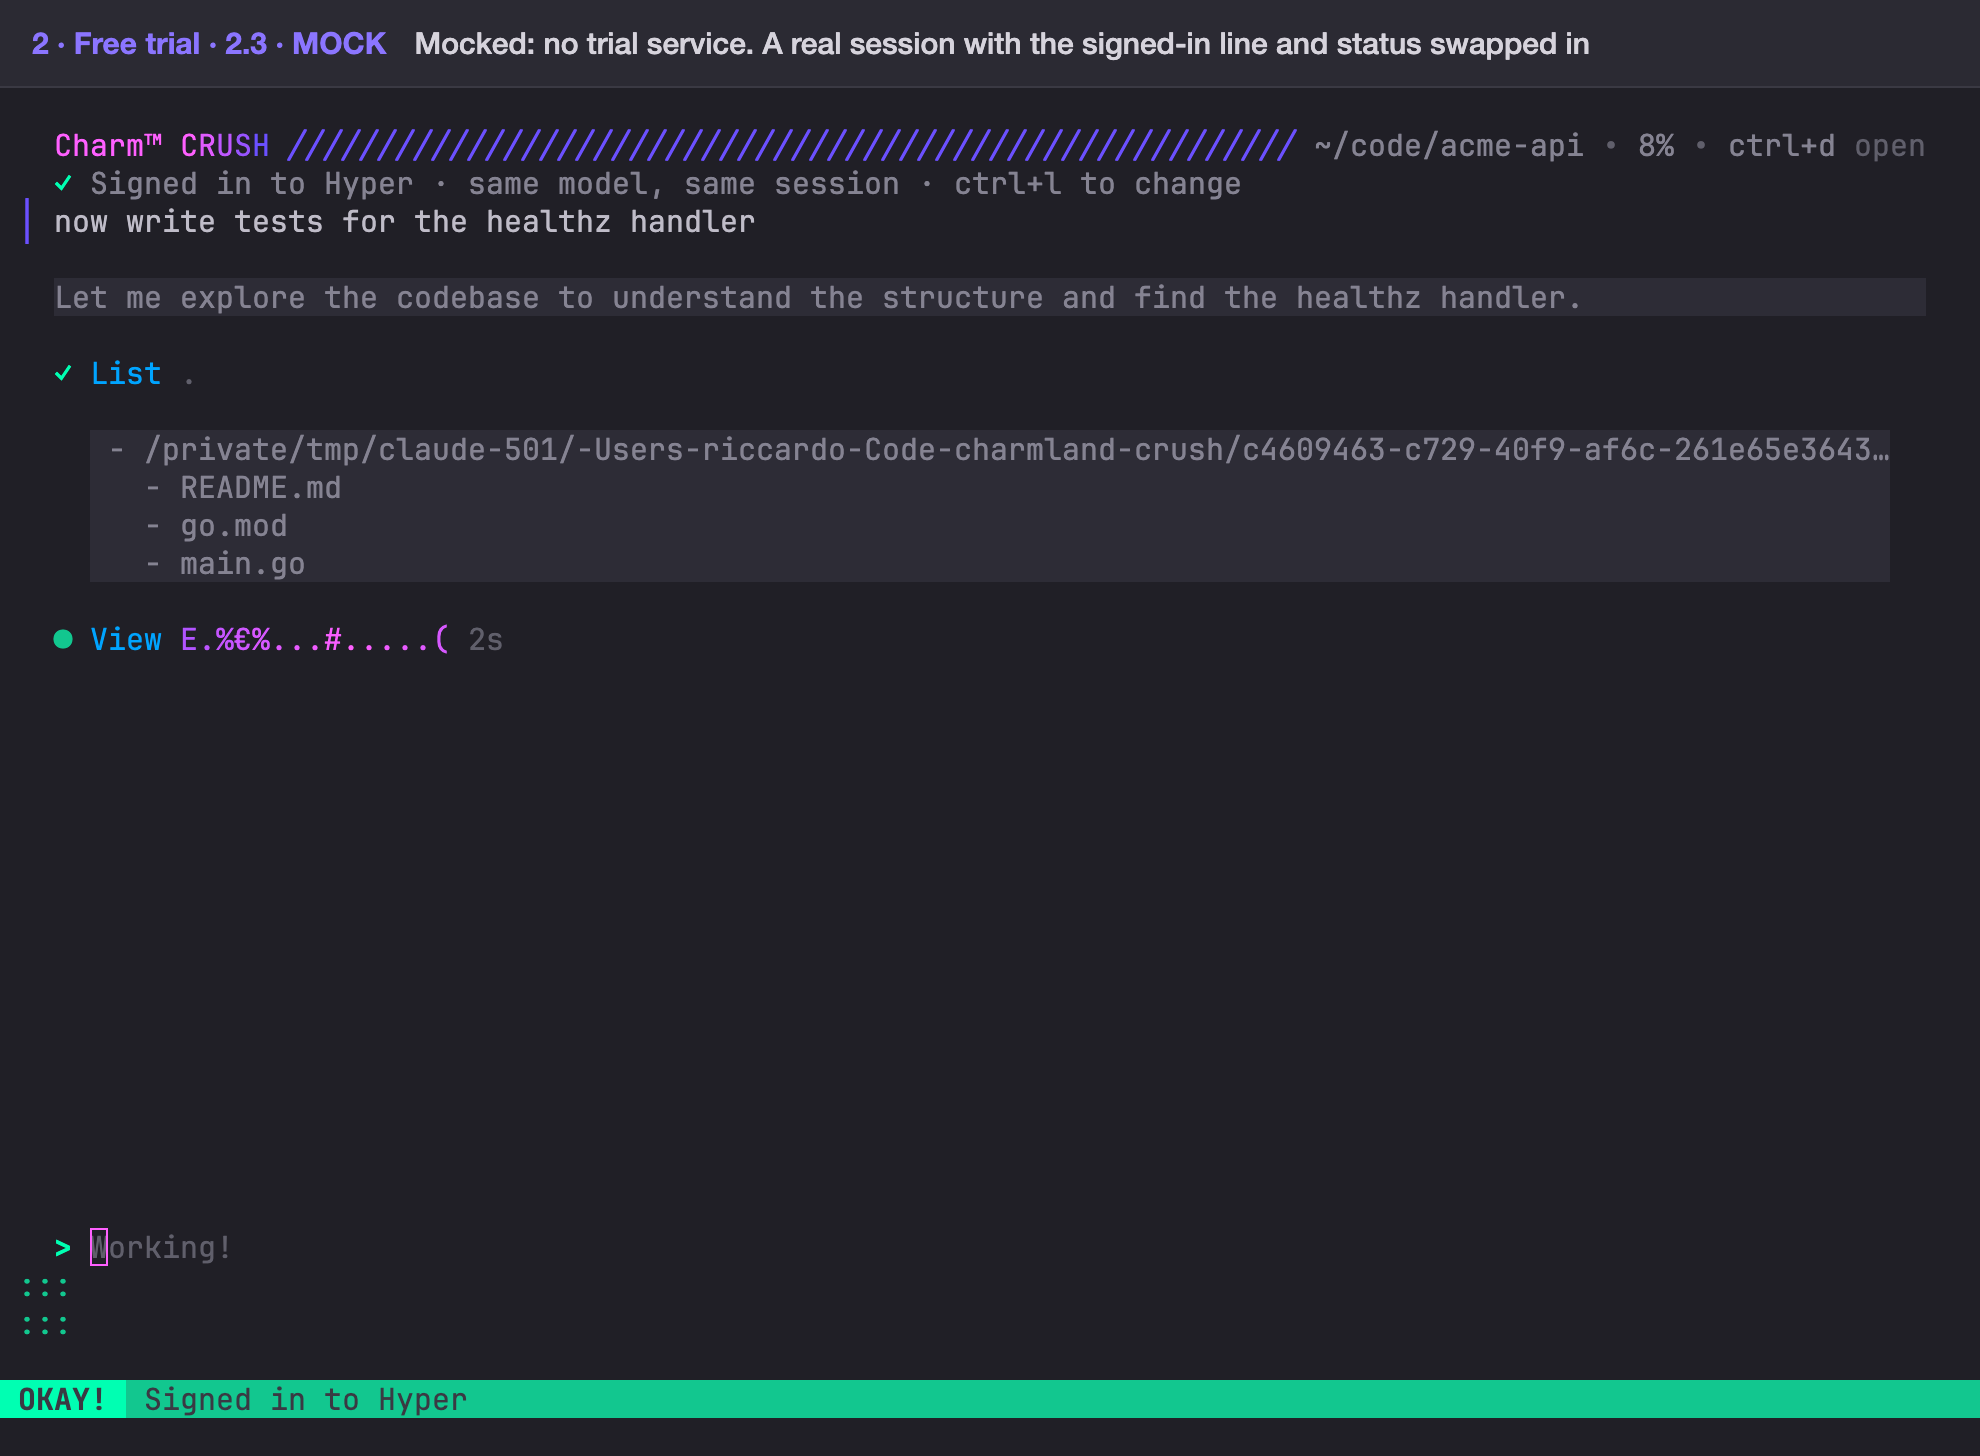 2 · Free trial · 2.3 · MOCK Mocked: no trial service. A real session with the signed-in line and status swapped in
Charm™ CRUSH //////////////////////////////////////////////////////// ~/code/acme-api • 8% • ctrl+d open
✓ Signed in to Hyper · same model, same session · ctrl+l to change
now write tests for the healthz handler
Let me explore the codebase to understand the structure and find the healthz handler.
✓ List .
- /private/tmp/claude-501/-Users-riccardo-Code-charmland-crush/c4609463-c729-40f9-af6c-261e65e3643…
- README.md
- go.mod
- main.go
● View E.%€%...#.....( 2s
> Working!
:::
:::
OKAY! Signed in to Hyper